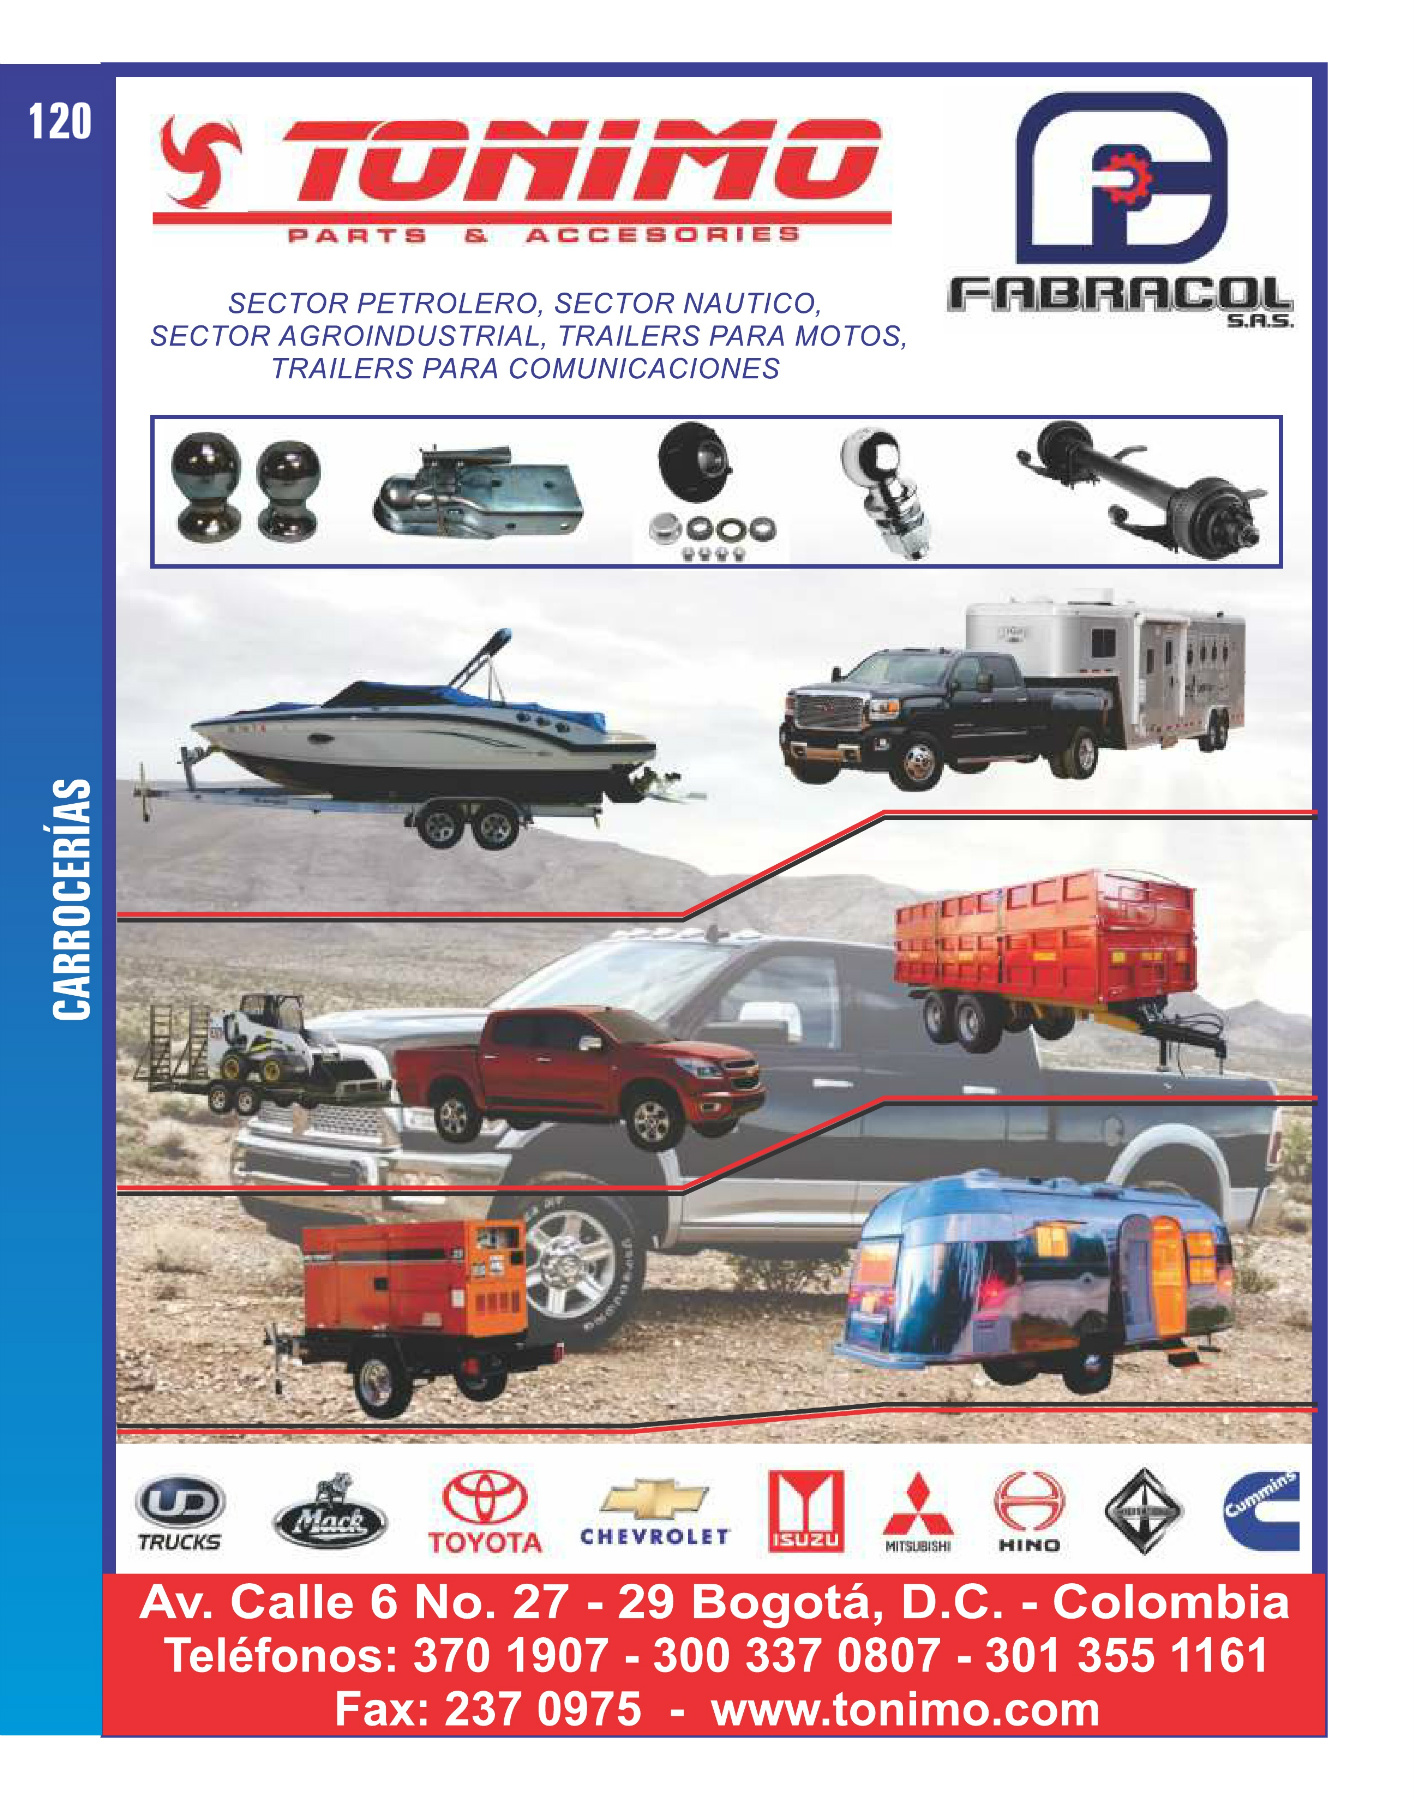 120
TONIMO
PARTS & ACCESORIES
FC
FABRACOL
S.A.S.
SECTOR PETROLERO, SECTOR NAUTICO,
SECTOR AGROINDUSTRIAL, TRAILERS PARA MOTOS,
TRAILERS PARA COMUNICACIONES
CARROCERÍAS
UD
TRUCKS
Mack
TOYOTA
CHEVROLET
ISUZU
MITSUBISHI
HINO
INTERNATIONAL
Cummins
Av. Calle 6 No. 27 - 29 Bogotá, D.C. - Colombia
Teléfonos: 370 1907 - 300 337 0807 - 301 355 1161
Fax: 237 0975 - www.tonimo.com